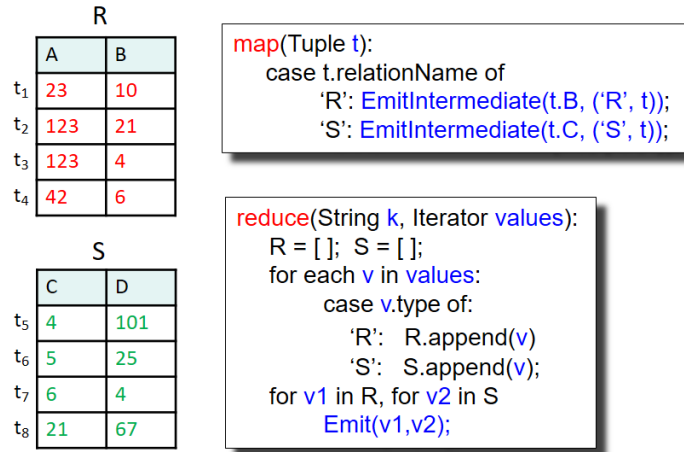 R
A B
t1 23 10
t2 123 21
t3 123 4
t4 42 6
S
C D
t5 4 101
t6 5 25
t7 6 4
t8 21 67
map(Tuple t):
case t.relationName of
‘R’: EmitIntermediate(t.B, (‘R’, t));
‘S’: EmitIntermediate(t.C, (‘S’, t));
reduce(String k, Iterator values):
R = [ ]; S = [ ];
for each v in values:
case v.type of:
‘R’: R.append(v)
‘S’: S.append(v);
for v1 in R, for v2 in S
Emit(v1,v2);